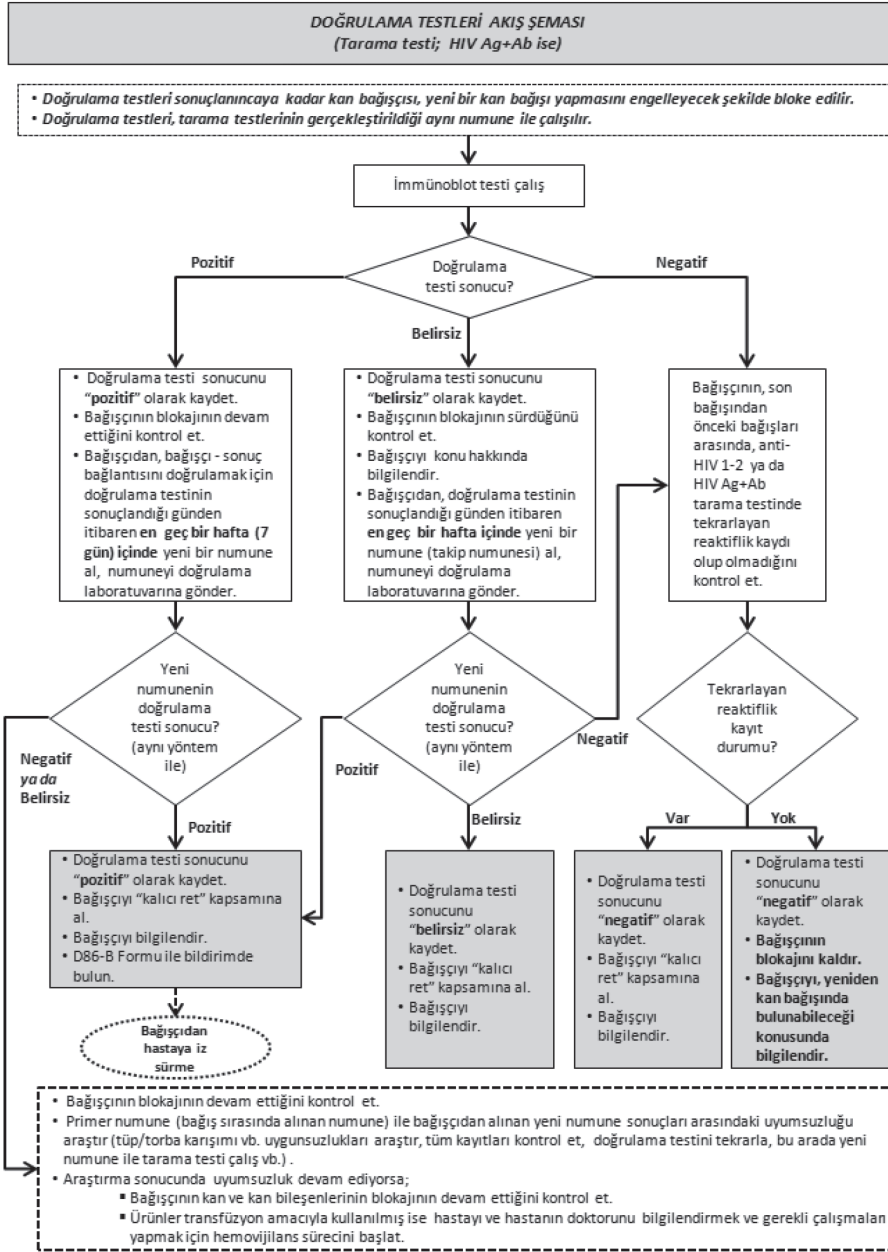 DOĞRULAMA TESTLERİ AKIŞ ŞEMASI
(Tarama testi; HIV Ag+Ab ise)
• Doğrulama testleri sonuçlanıncaya kadar kan bağışçısı, yeni bir kan bağışı yapmasını engelleyecek şekilde bloke edilir.
• Doğrulama testleri, tarama testlerinin gerçekleştirildiği aynı numune ile çalışılır.
İmmünoblot testi çalış
Doğrulama
testi sonucu?
Pozitif
Belirsiz
Negatif
• Doğrulama testi sonucunu
“pozitif” olarak kaydet.
• Bağışçının blokajının devam
ettiğini kontrol et.
• Bağışçıdan, bağışçı - sonuç
bağlantısını doğrulamak için
doğrulama testinin
sonuçlandığı günden
itibaren en geç bir hafta (7
gün) içinde yeni bir numune
al, numuneyi doğrulama
laboratuvarına gönder.
• Doğrulama testi sonucunu
“belirsiz” olarak kaydet.
• Bağışçının blokajının sürdüğünü
kontrol et.
• Bağışçıyı konu hakkında
bilgilendir.
• Bağışçıdan, doğrulama testinin
sonuçlandığı günden itibaren
en geç bir hafta içinde yeni bir
numune (takip numunesi) al,
numuneyi doğrulama
laboratuvarına gönder.
Bağışçının, son
bağışından
önceki bağışları
arasında, anti-
HIV 1-2 ya da
HIV Ag+Ab
tarama testinde
tekrarlayan
reaktiflik kaydı
olup olmadığını
kontrol et.
Yeni
numunenin
doğrulama
testi sonucu?
(aynı yöntem
ile)
Negatif
ya da
Belirsiz
Pozitif
Yeni
numunenin
doğrulama
testi sonucu?
(aynı yöntem
ile)
Pozitif
Negatif
Belirsiz
Tekrarlayan
reaktiflik
kayıt
durumu?
Var
Yok
• Doğrulama testi sonucunu
“pozitif” olarak kaydet.
• Bağışçıyı “kalıcı ret” kapsamına
al.
• Bağışçıyı bilgilendir.
• D86-B Formu ile bildirimde
bulun.
• Doğrulama testi
sonucunu
“belirsiz” olarak
kaydet.
• Bağışçıyı “kalıcı
ret” kapsamına al.
• Bağışçıyı
bilgilendir.
• Doğrulama testi
sonucunu
“negatif” olarak
kaydet.
• Bağışçıyı “kalıcı
ret” kapsamına
al.
• Bağışçıyı
bilgilendir.
• Doğrulama testi
sonucunu
“negatif” olarak
kaydet.
• Bağışçının
blokajını kaldır.
• Bağışçıyı, yeniden
kan bağışında
bulunabileceği
konusunda
bilgilendir.
Bağışçıdan
hastaya iz
sürme
• Bağışçının blokajının devam ettiğini kontrol et.
• Primer numune (bağış sırasında alınan numune) ile bağışçıdan alınan yeni numune sonuçları arasındaki uyumsuzluğu
araştır (tüp/torba karışımı vb. uygunsuzlukları araştır, tüm kayıtları kontrol et, doğrulama testini tekrarla, bu arada yeni
numune ile tarama testi çalış vb.) .
• Araştırma sonucunda uyumsuzluk devam ediyorsa;
▪ Bağışçının kan ve kan bileşenlerinin blokajının devam ettiğini kontrol et.
▪ Ürünler transfüzyon amacıyla kullanılmış ise hastayı ve hastanın doktorunu bilgilendirmek ve gerekli çalışmaları
yapmak için hemovijilans sürecini başlat.